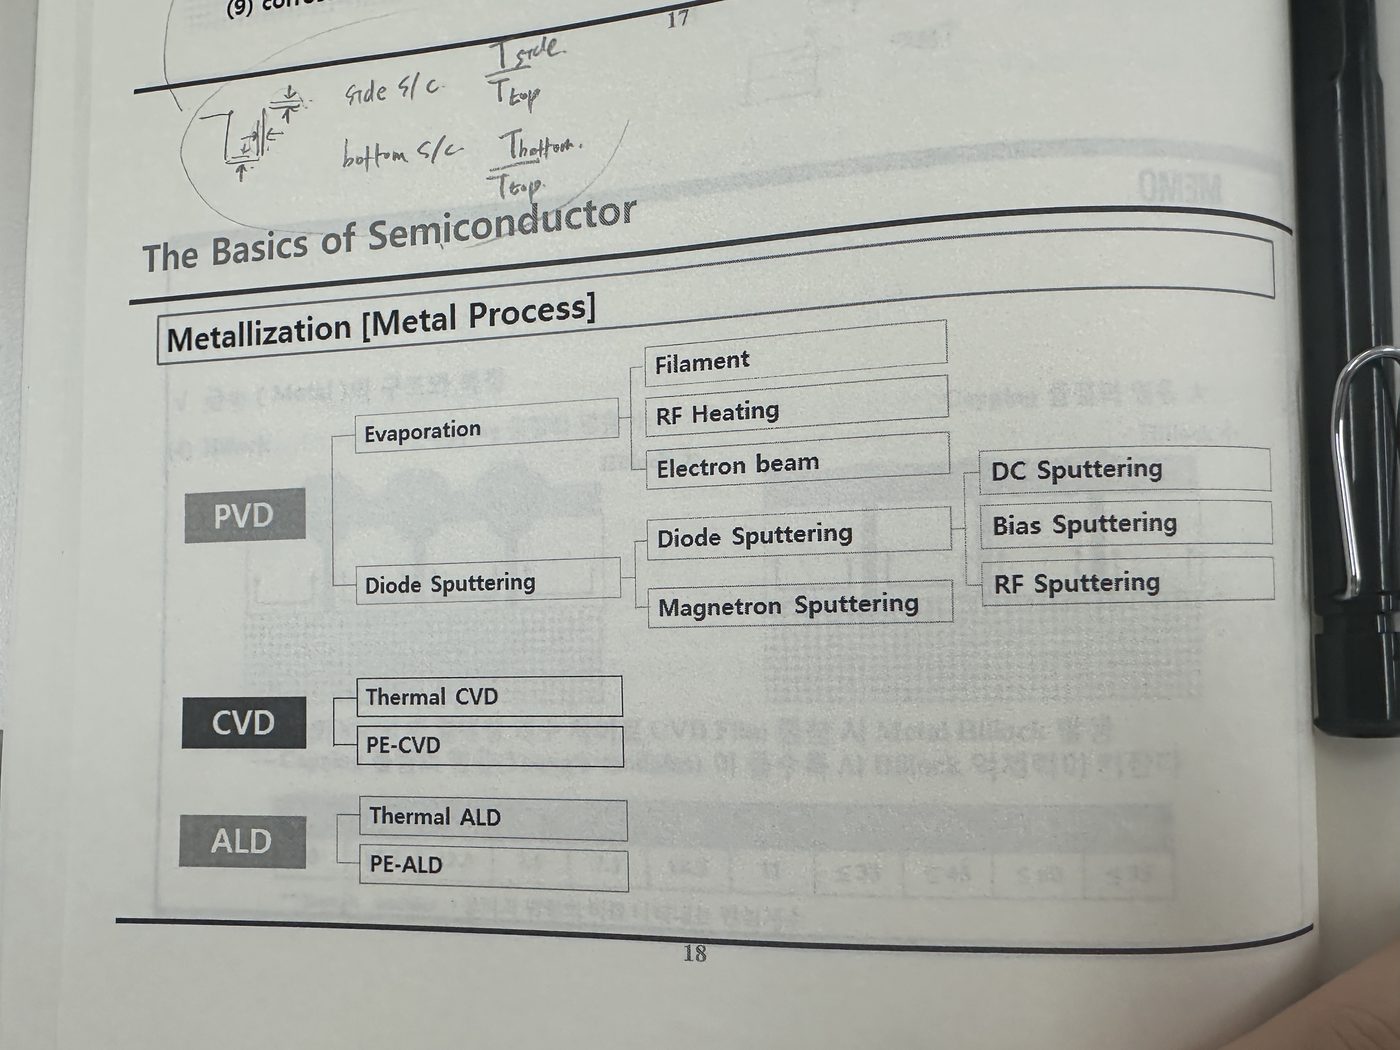 (9)
17
side s/c. Tside.
Ttop
bottom s/c Tbottom.
Ttop.
The Basics of Semiconductor
Metallization [Metal Process]
Filament
RF Heating
Evaporation
Electron beam
DC Sputtering
PVD
Bias Sputtering
Diode Sputtering
Diode Sputtering
RF Sputtering
Magnetron Sputtering
Thermal CVD
CVD
PE-CVD
Thermal ALD
ALD
PE-ALD
18